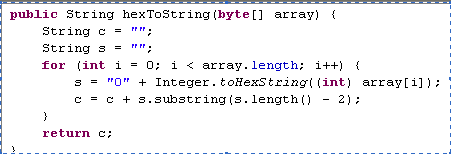 public String hexToString(byte[] array) {
String c = "";
String s = "";
for (int i = 0; i < array.length; i++) {
s = "0" + Integer.toHexString((int) array[i]);
c = c + s.substring(s.length() - 2);
}
return c;
}